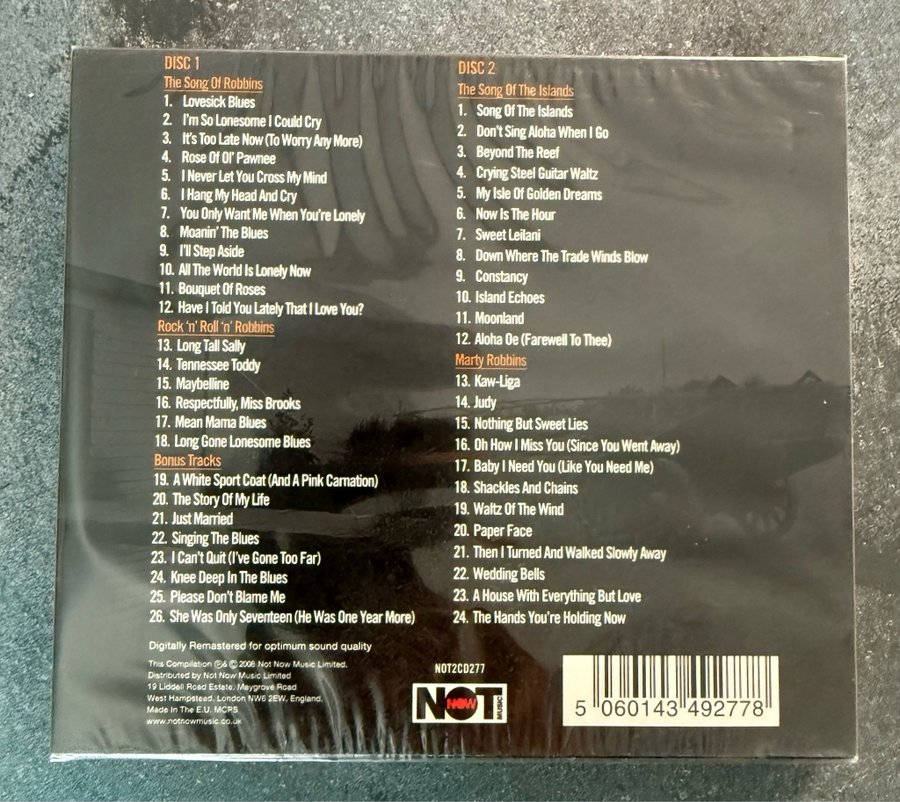 DISC 1
The Song Of Robbins
1. Lovesick Blues
2. I'm So Lonesome I Could Cry
3. It's Too Late Now (To Worry Any More)
4. Rose Of Ol' Pawnee
5. I Never Let You Cross My Mind
6. I Hang My Head And Cry
7. You Only Want Me When You're Lonely
8. Moanin' The Blues
9. I'll Step Aside
10. All The World Is Lonely Now
11. Bouquet Of Roses
12. Have I Told You Lately That I Love You?
Rock 'n' Roll 'n' Robbins
13. Long Tall Sally
14. Tennessee Toddy
15. Maybelline
16. Respectfully, Miss Brooks
17. Mean Mama Blues
18. Long Gone Lonesome Blues
Bonus Tracks
19. A White Sport Coat (And A Pink Carnation)
20. The Story Of My Life
21. Just Married
22. Singing The Blues
23. I Can't Quit (I've Gone Too Far)
24. Knee Deep In The Blues
25. Please Don't Blame Me
26. She Was Only Seventeen (He Was One Year More)
DISC 2
The Song Of The Islands
1. Song Of The Islands
2. Don't Sing Aloha When I Go
3. Beyond The Reef
4. Crying Steel Guitar Waltz
5. My Isle Of Golden Dreams
6. Now Is The Hour
7. Sweet Leilani
8. Down Where The Trade Winds Blow
9. Constancy
10. Island Echoes
11. Moonland
12. Aloha Oe (Farewell To Thee)
Marty Robbins
13. Kaw-Liga
14. Judy
15. Nothing But Sweet Lies
16. Oh How I Miss You (Since You Went Away)
17. Baby I Need You (Like You Need Me)
18. Shackles And Chains
19. Waltz Of The Wind
20. Paper Face
21. Then I Turned And Walked Slowly Away
22. Wedding Bells
23. A House With Everything But Love
24. The Hands You're Holding Now
Digitally Remastered for optimum sound quality
This Compilation ℗& © 2008 Not Now Music Limited.
Distributed by Not Now Music Limited
19 Liddell Road Estate, Maygrove Road
West Hampstead, London NW6 2EW, England.
Made In The E.U. MCPS
www.notnowmusic.co.uk
NOT2CD277
NOT NOW MUSIC
5 060143 492778